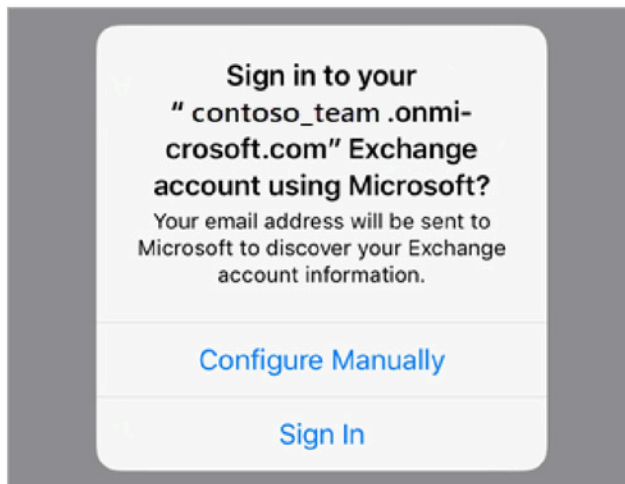 Sign in to your
“ contoso_team .onmi-
crosoft.com” Exchange
account using Microsoft?
Your email address will be sent to
Microsoft to discover your Exchange
account information.
Configure Manually
Sign In